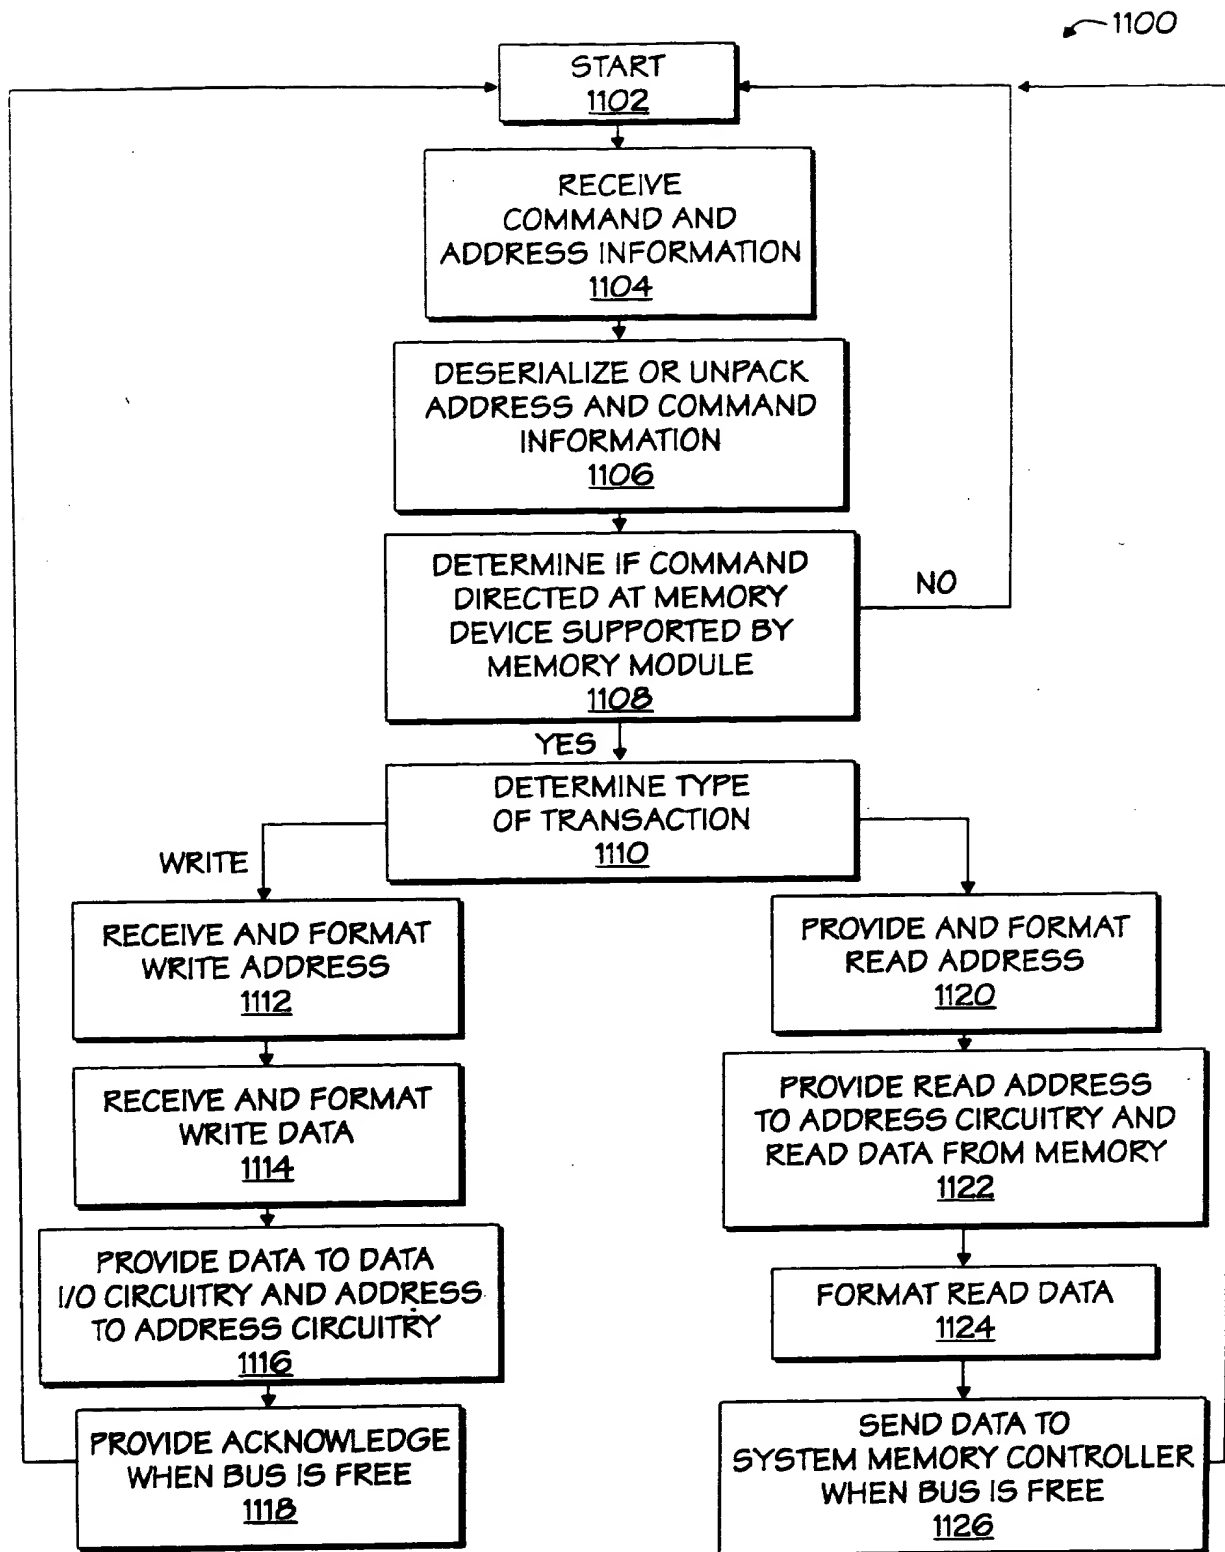 1100
START
1102
RECEIVE
COMMAND AND
ADDRESS INFORMATION
1104
DESERIALIZE OR UNPACK
ADDRESS AND COMMAND
INFORMATION
1106
DETERMINE IF COMMAND
DIRECTED AT MEMORY
DEVICE SUPPORTED BY
MEMORY MODULE
1108
NO
YES
DETERMINE TYPE
OF TRANSACTION
1110
WRITE
RECEIVE AND FORMAT
WRITE ADDRESS
1112
RECEIVE AND FORMAT
WRITE DATA
1114
PROVIDE DATA TO DATA
I/O CIRCUITRY AND ADDRESS
TO ADDRESS CIRCUITRY
1116
PROVIDE ACKNOWLEDGE
WHEN BUS IS FREE
1118
PROVIDE AND FORMAT
READ ADDRESS
1120
PROVIDE READ ADDRESS
TO ADDRESS CIRCUITRY AND
READ DATA FROM MEMORY
1122
FORMAT READ DATA
1124
SEND DATA TO
SYSTEM MEMORY CONTROLLER
WHEN BUS IS FREE
1126